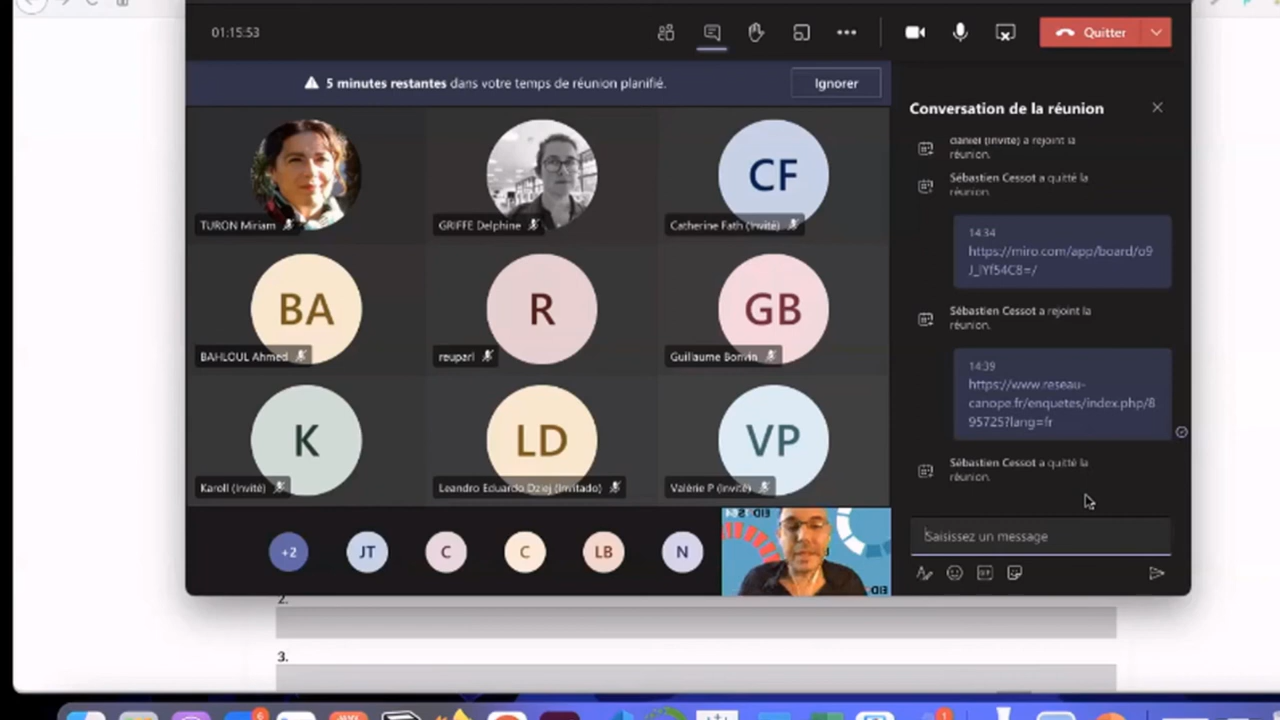 01:15:53
Quitter
5 minutes restantes dans votre temps de réunion planifié.
Ignorer
Conversation de la réunion
daniel (Invité) a rejoint la
réunion.
Sébastien Cessot a quitté la
réunion.
14:34
https://miro.com/app/board/o9
J_lYf54C8=/
Sébastien Cessot a rejoint la
réunion.
14:39
https://www.reseau-
canope.fr/enquetes/index.php/8
95725?lang=fr
Sébastien Cessot a quitté la
réunion.
Saisissez un message
TURON Miriam
GRIFFE Delphine
CF
Catherine Fath (Invité)
BA
BAHLOUL Ahmed
R
reuparl
GB
Guillaume Bonvin
K
Karoll (Invité)
LD
Leandro Eduardo Dziej (Invitado)
VP
Valérie P (Invité)
+2
JT
C
C
LB
N
2.
3.